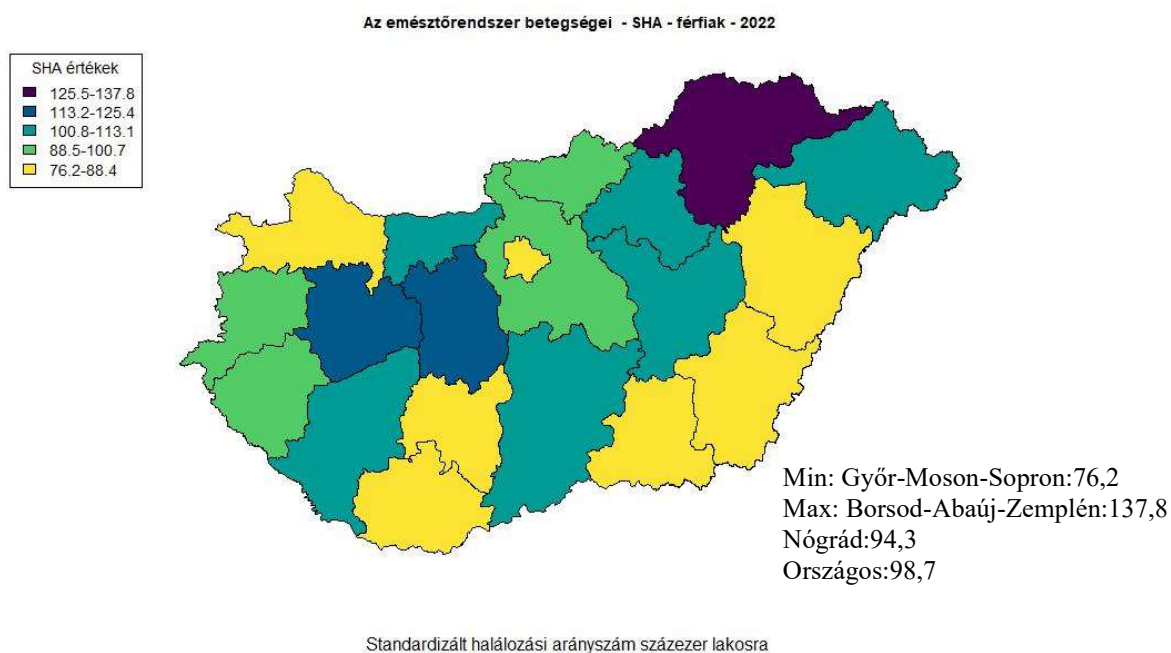 Az emésztőrendszer betegségei - SHA - férfiak - 2022
SHA értékek
125.5-137.8
113.2-125.4
100.8-113.1
88.5-100.7
76.2-88.4
Min: Győr-Moson-Sopron:76,2
Max: Borsod-Abaúj-Zemplén:137,8
Nógrád:94,3
Országos:98,7
Standardizált halálozási arányszám százezer lakosra